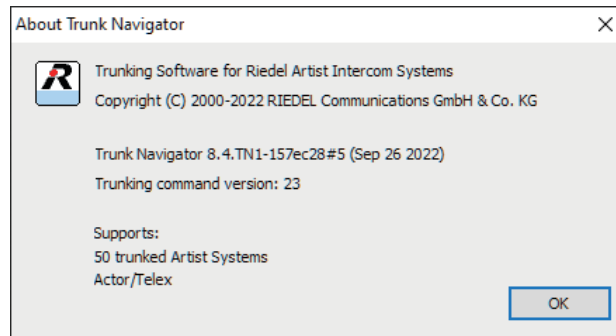 About Trunk Navigator
Trunking Software for Riedel Artist Intercom Systems
Copyright (C) 2000-2022 RIEDEL Communications GmbH & Co. KG
Trunk Navigator 8.4.TN1-157ec28#5 (Sep 26 2022)
Trunking command version: 23
Supports:
50 trunked Artist Systems
Actor/Telex
OK